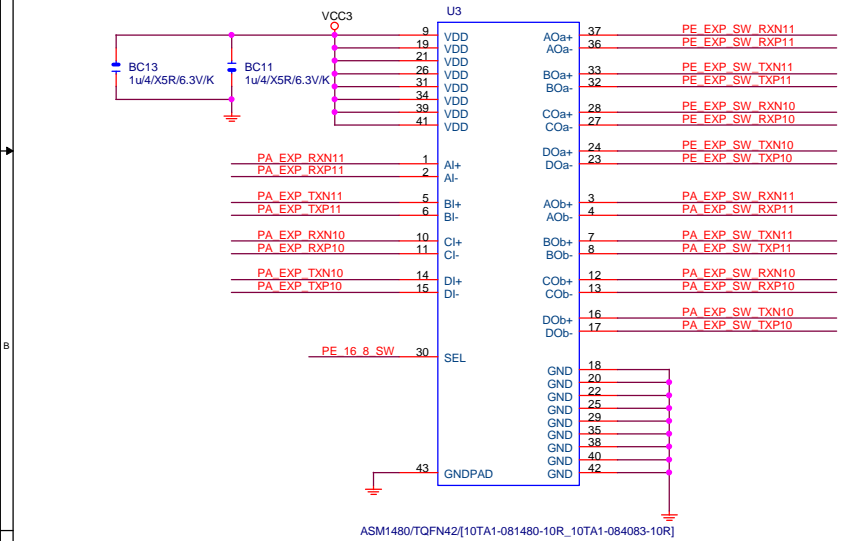 U3
VCC3
BC13
1u/4/X5R/6.3V/K
BC11
1u/4/X5R/6.3V/K
9 VDD
19 VDD
21 VDD
26 VDD
31 VDD
34 VDD
39 VDD
41 VDD
PA_EXP_RXN11 1 AI+
PA_EXP_RXP11 2 AI-
PA_EXP_TXN11 5 BI+
PA_EXP_TXP11 6 BI-
PA_EXP_RXN10 10 CI+
PA_EXP_RXP10 11 CI-
PA_EXP_TXN10 14 DI+
PA_EXP_TXP10 15 DI-
PE_16_8_SW 30 SEL
43 GNDPAD
AOa+ 37 PE_EXP_SW_RXN11
AOa- 36 PE_EXP_SW_RXP11
BOa+ 33 PE_EXP_SW_TXN11
BOa- 32 PE_EXP_SW_TXP11
COa+ 28 PE_EXP_SW_RXN10
COa- 27 PE_EXP_SW_RXP10
DOa+ 24 PE_EXP_SW_TXN10
DOa- 23 PE_EXP_SW_TXP10
AOb+ 3 PA_EXP_SW_RXN11
AOb- 4 PA_EXP_SW_RXP11
BOb+ 7 PA_EXP_SW_TXN11
BOb- 8 PA_EXP_SW_TXP11
COb+ 12 PA_EXP_SW_RXN10
COb- 13 PA_EXP_SW_RXP10
DOb+ 16 PA_EXP_SW_TXN10
DOb- 17 PA_EXP_SW_TXP10
GND 18
GND 20
GND 22
GND 25
GND 29
GND 35
GND 38
GND 40
GND 42
B
ASM1480/TQFN42/[10TA1-081480-10R_10TA1-084083-10R]